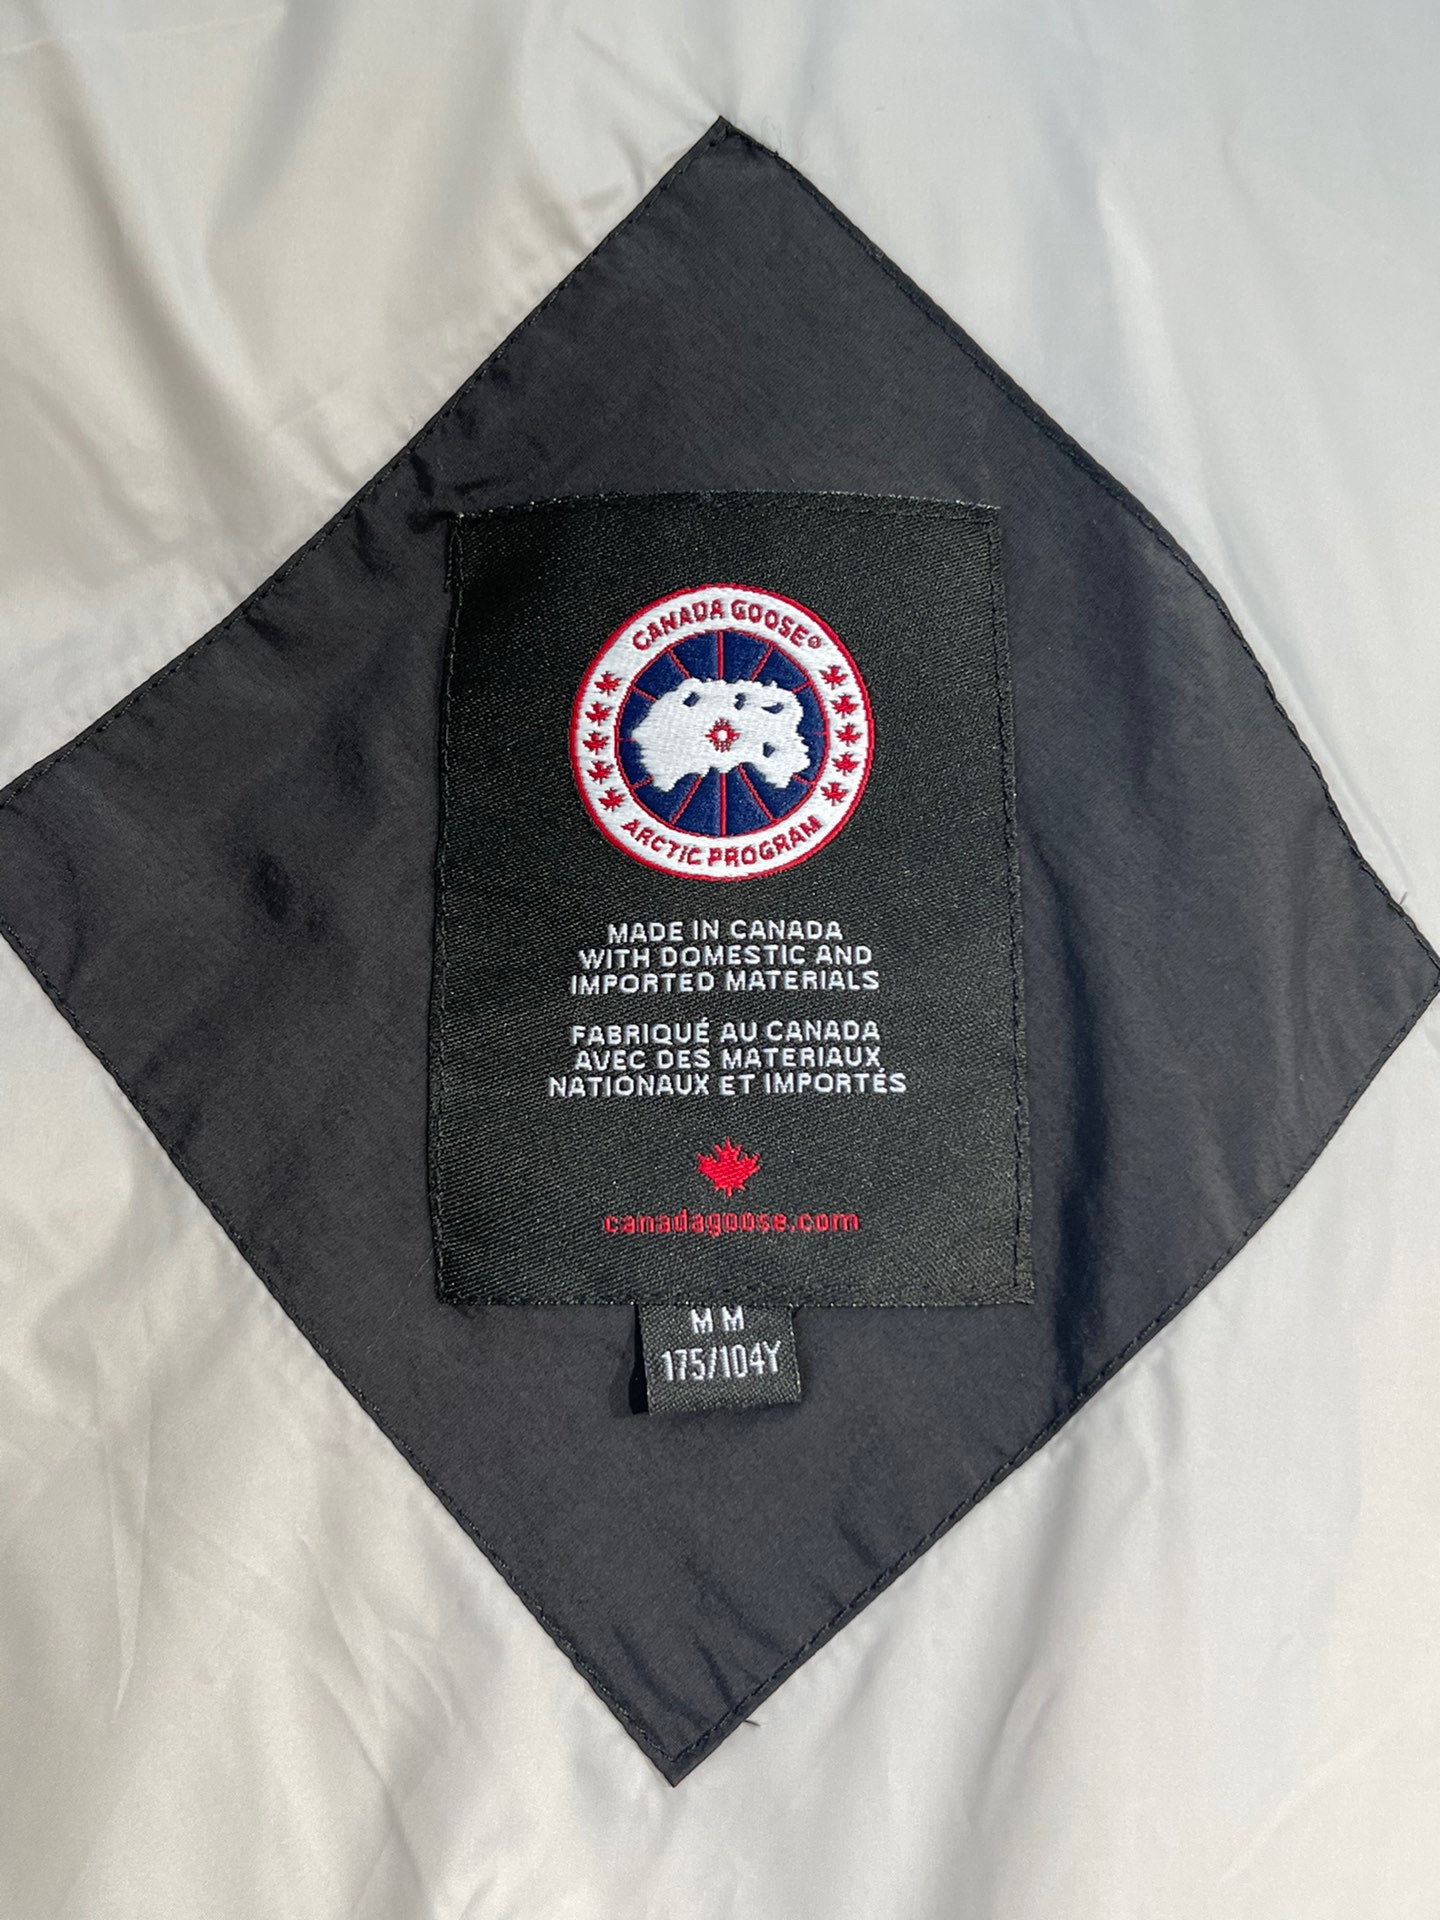 CANADA GOOSE®
ARCTIC PROGRAM
MADE IN CANADA
WITH DOMESTIC AND
IMPORTED MATERIALS
FABRIQUÉ AU CANADA
AVEC DES MATERIAUX
NATIONAUX ET IMPORTÉS
canadagoose.com
M M
175/104Y